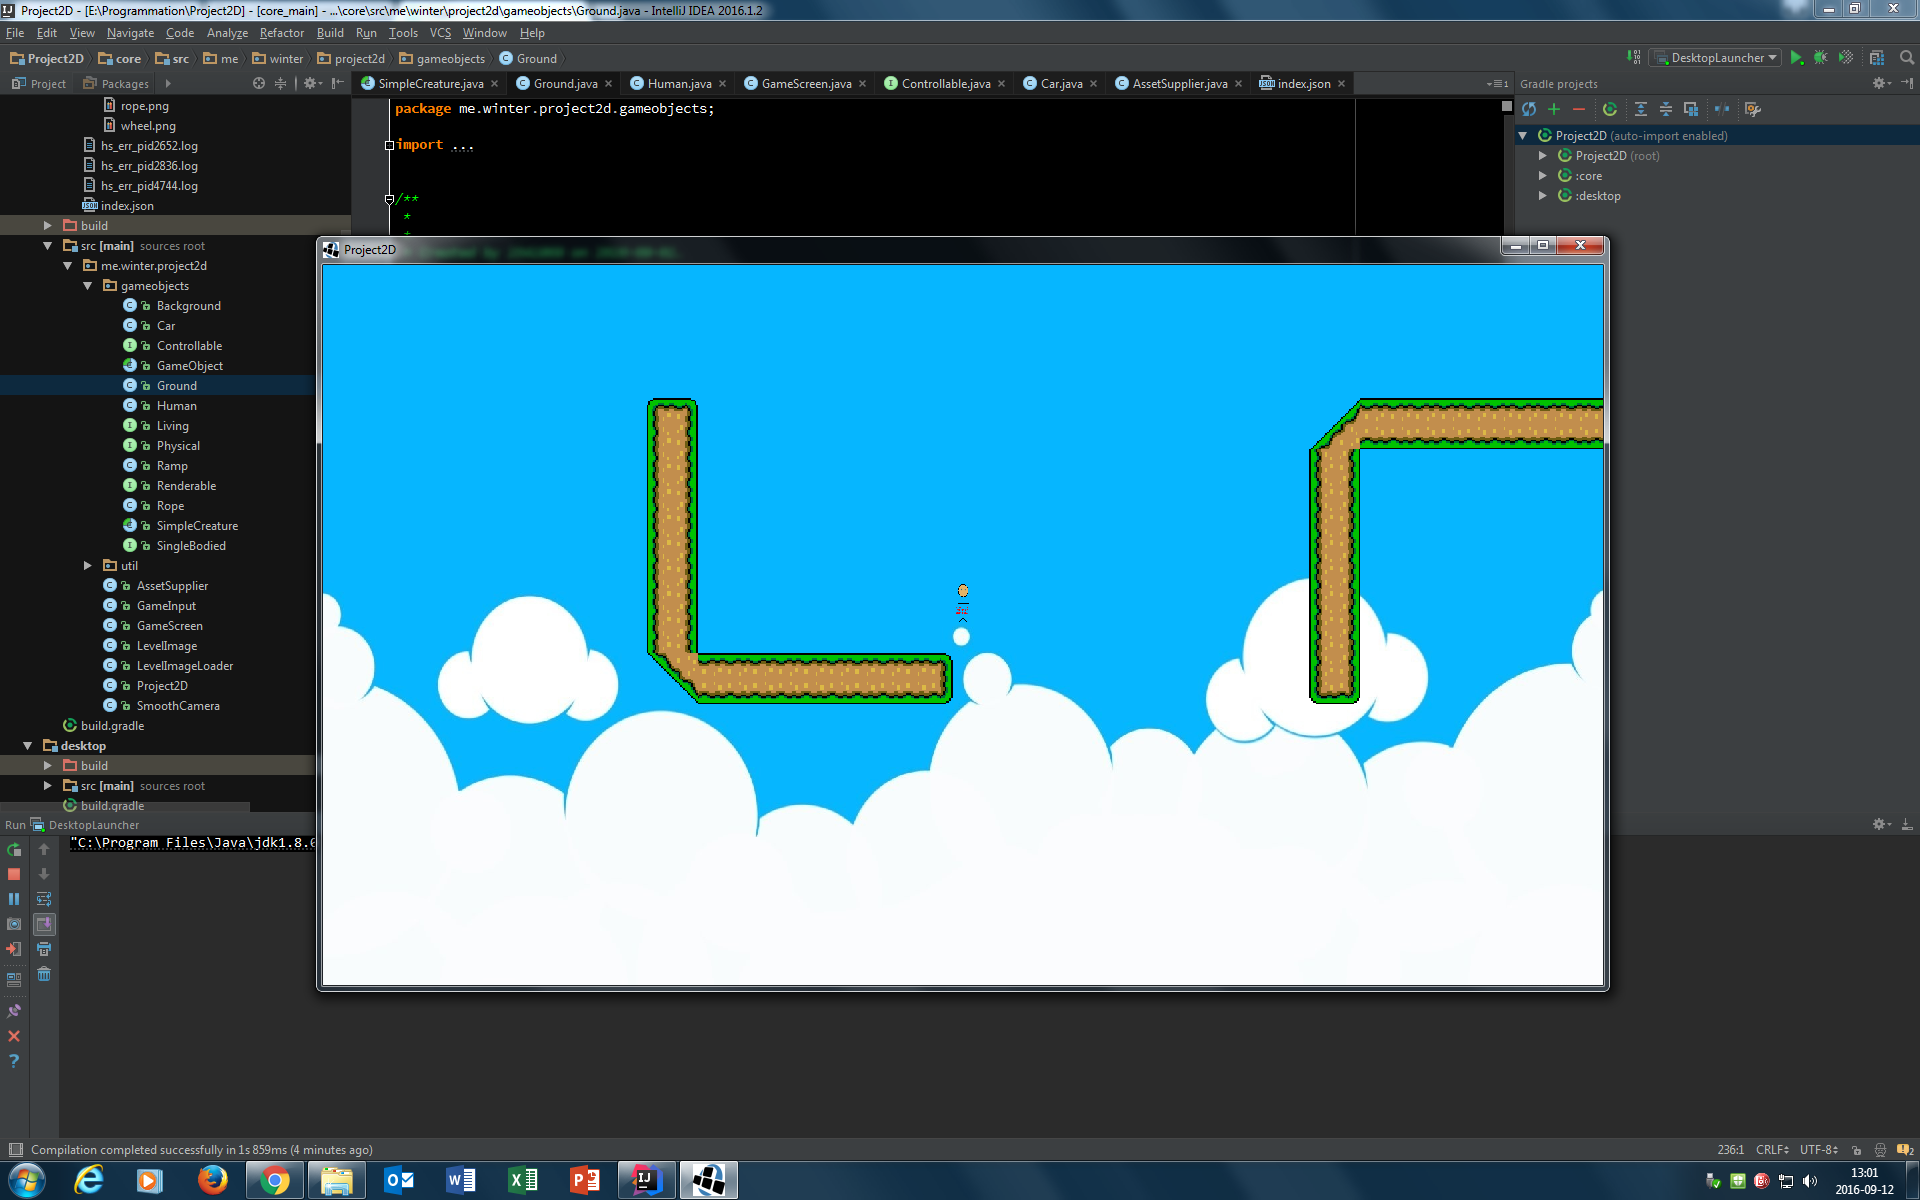 Project2D - [E:\Programmation\Project2D] - [core_main] - ...\core\src\me\winter\project2d\gameobjects\Ground.java - IntelliJ IDEA 2016.1.2
File Edit View Navigate Code Analyze Refactor Build Run Tools VCS Window Help
Project2D core src me winter project2d gameobjects Ground
DesktopLauncher
Project Packages
SimpleCreature.java Ground.java Human.java GameScreen.java Controllable.java Car.java AssetSupplier.java index.json
Gradle projects
rope.png
wheel.png
hs_err_pid2652.log
hs_err_pid2836.log
hs_err_pid4744.log
index.json
build
src [main] sources root
me.winter.project2d
gameobjects
Background
Car
Controllable
GameObject
Ground
Human
Living
Physical
Ramp
Renderable
Rope
SimpleCreature
SingleBodied
util
AssetSupplier
GameInput
GameScreen
LevelImage
LevelImageLoader
Project2D
SmoothCamera
build.gradle
desktop
build
src [main] sources root
build.gradle
package me.winter.project2d.gameobjects;
import ...
/**
*
Project2D
Project2D (auto-import enabled)
Project2D (root)
:core
:desktop
Run DesktopLauncher
"C:\Program Files\Java\jdk1.8.0
Compilation completed successfully in 1s 859ms (4 minutes ago)
236:1 CRLF UTF-8
13:01
2016-09-12